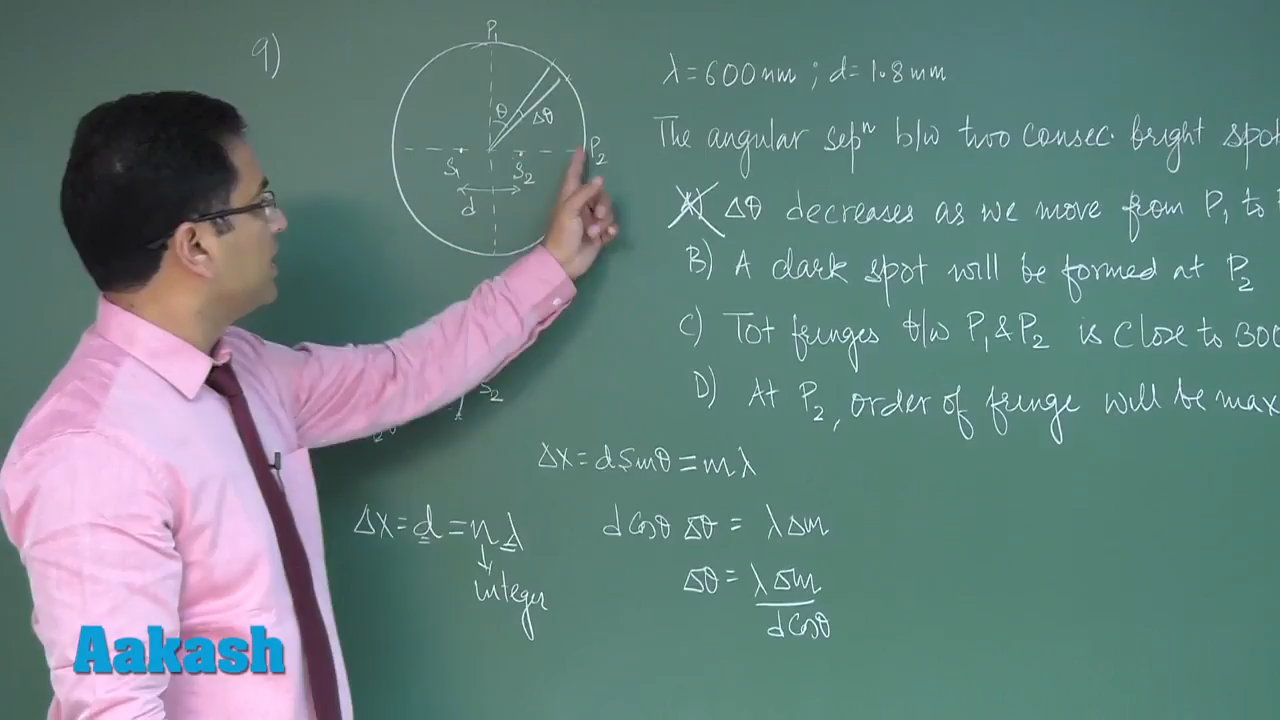 9)
P₁
θ
Δθ
P₂
S₁
S₂
d
λ = 600 nm ; d = 1.8 mm
The angular sepⁿ b/w two consec. bright spot
A) Δθ decreases as we move from P₁ to
B) A dark spot will be formed at P₂
C) Tot fringes b/w P₁ & P₂ is close to 300
D) At P₂, order of fringe will be max
S₂
Δx = d Sinθ = mλ
Δx = d = nλ
integer
d Cosθ Δθ = λ Δm
Δθ = λ Δm
d Cosθ
Aakash